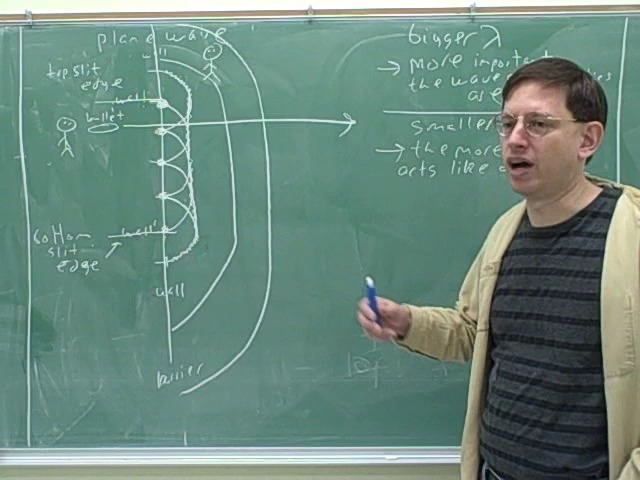 plane wave
wall
top slit
edge
wall
bullet
bottom
slit
edge
wall
wall
barrier
bigger λ
→ more important
the wave
as
smaller
→ the more
acts like